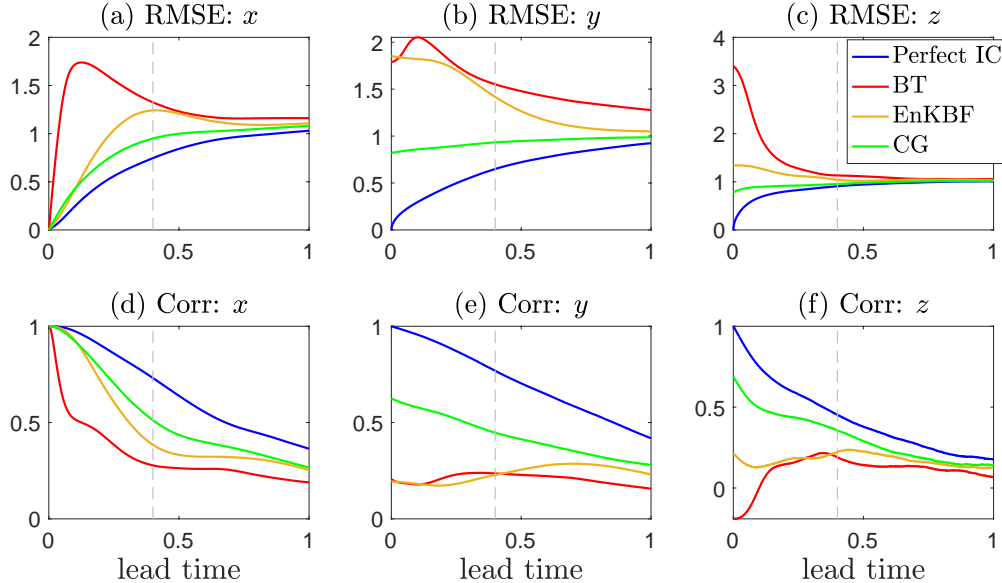 (a) RMSE: x
(b) RMSE: y
(c) RMSE: z
2
1.5
1
0.5
0
0 0.5 1
2
1.5
1
0.5
0
0 0.5 1
4
3
2
1
0
0 0.5 1
Perfect IC
BT
EnKBF
CG
(d) Corr: x
(e) Corr: y
(f) Corr: z
1
0.5
0
0 0.5 1
lead time
1
0.5
0
0 0.5 1
lead time
1
0.5
0
0 0.5 1
lead time